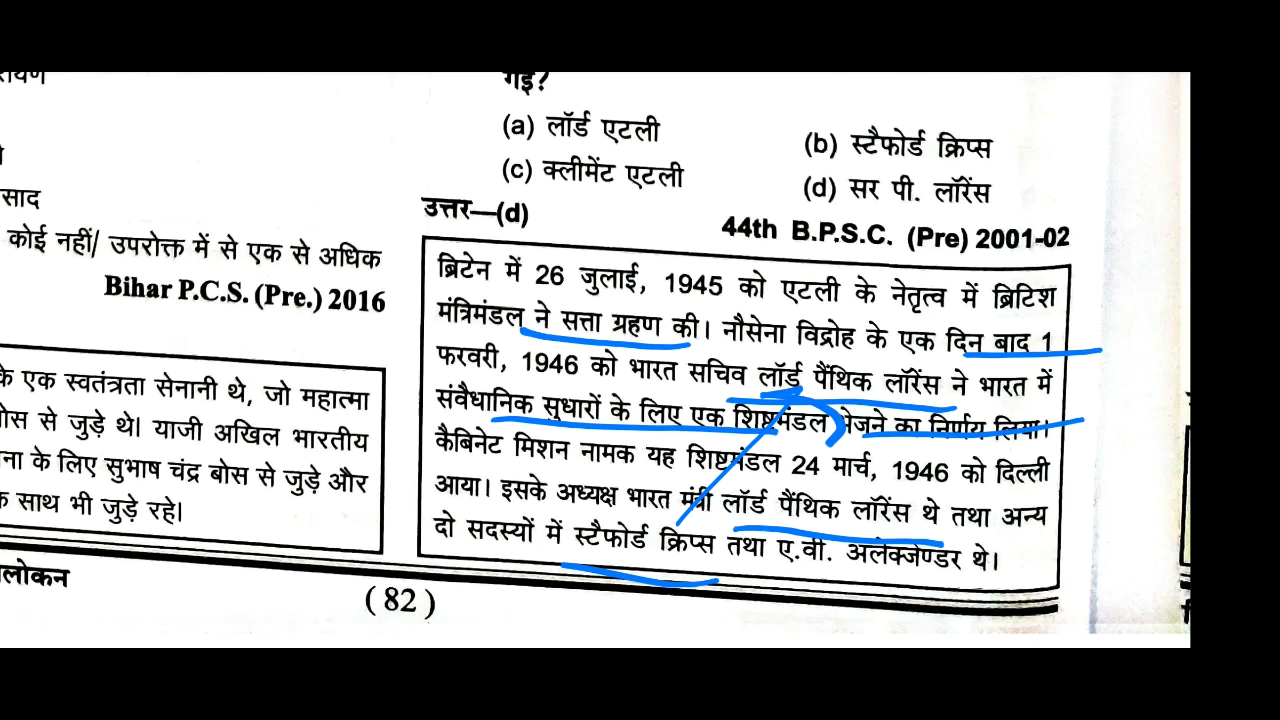 गई?
(a) लॉर्ड एटली
(b) स्टैफोर्ड क्रिप्स
(c) क्लीमेंट एटली
(d) सर पी. लॉरेंस
उत्तर—(d)
44th B.P.S.C. (Pre) 2001-02
ब्रिटेन में 26 जुलाई, 1945 को एटली के नेतृत्व में ब्रिटिश
मंत्रिमंडल ने सत्ता ग्रहण की। नौसेना विद्रोह के एक दिन बाद 1
फरवरी, 1946 को भारत सचिव लॉर्ड पैंथिक लॉरेंस ने भारत में
संवैधानिक सुधारों के लिए एक शिष्टमंडल भेजने का निर्णय लिया।
कैबिनेट मिशन नामक यह शिष्टमंडल 24 मार्च, 1946 को दिल्ली
आया। इसके अध्यक्ष भारत मंत्री लॉर्ड पैंथिक लॉरेंस थे तथा अन्य
दो सदस्यों में स्टैफोर्ड क्रिप्स तथा ए.वी. अलेक्जेण्डर थे।
साद
कोई नहीं/ उपरोक्त में से एक से अधिक
Bihar P.C.S. (Pre.) 2016
के एक स्वतंत्रता सेनानी थे, जो महात्मा
बोस से जुड़े थे। याजी अखिल भारतीय
ना के लिए सुभाष चंद्र बोस से जुड़े और
क साथ भी जुड़े रहे।
लोकन
(82)